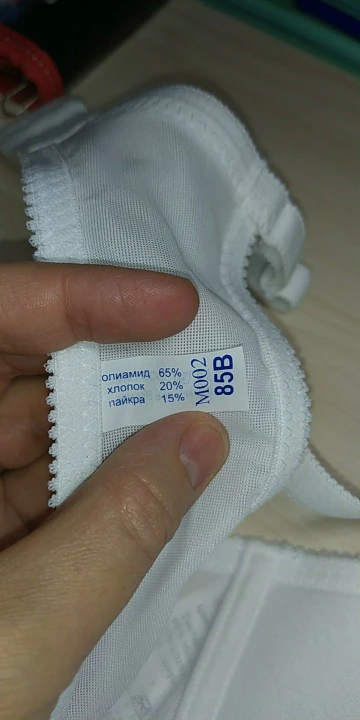 олиамид 65%
хлопок 20%
лайкра 15%
M002
85B